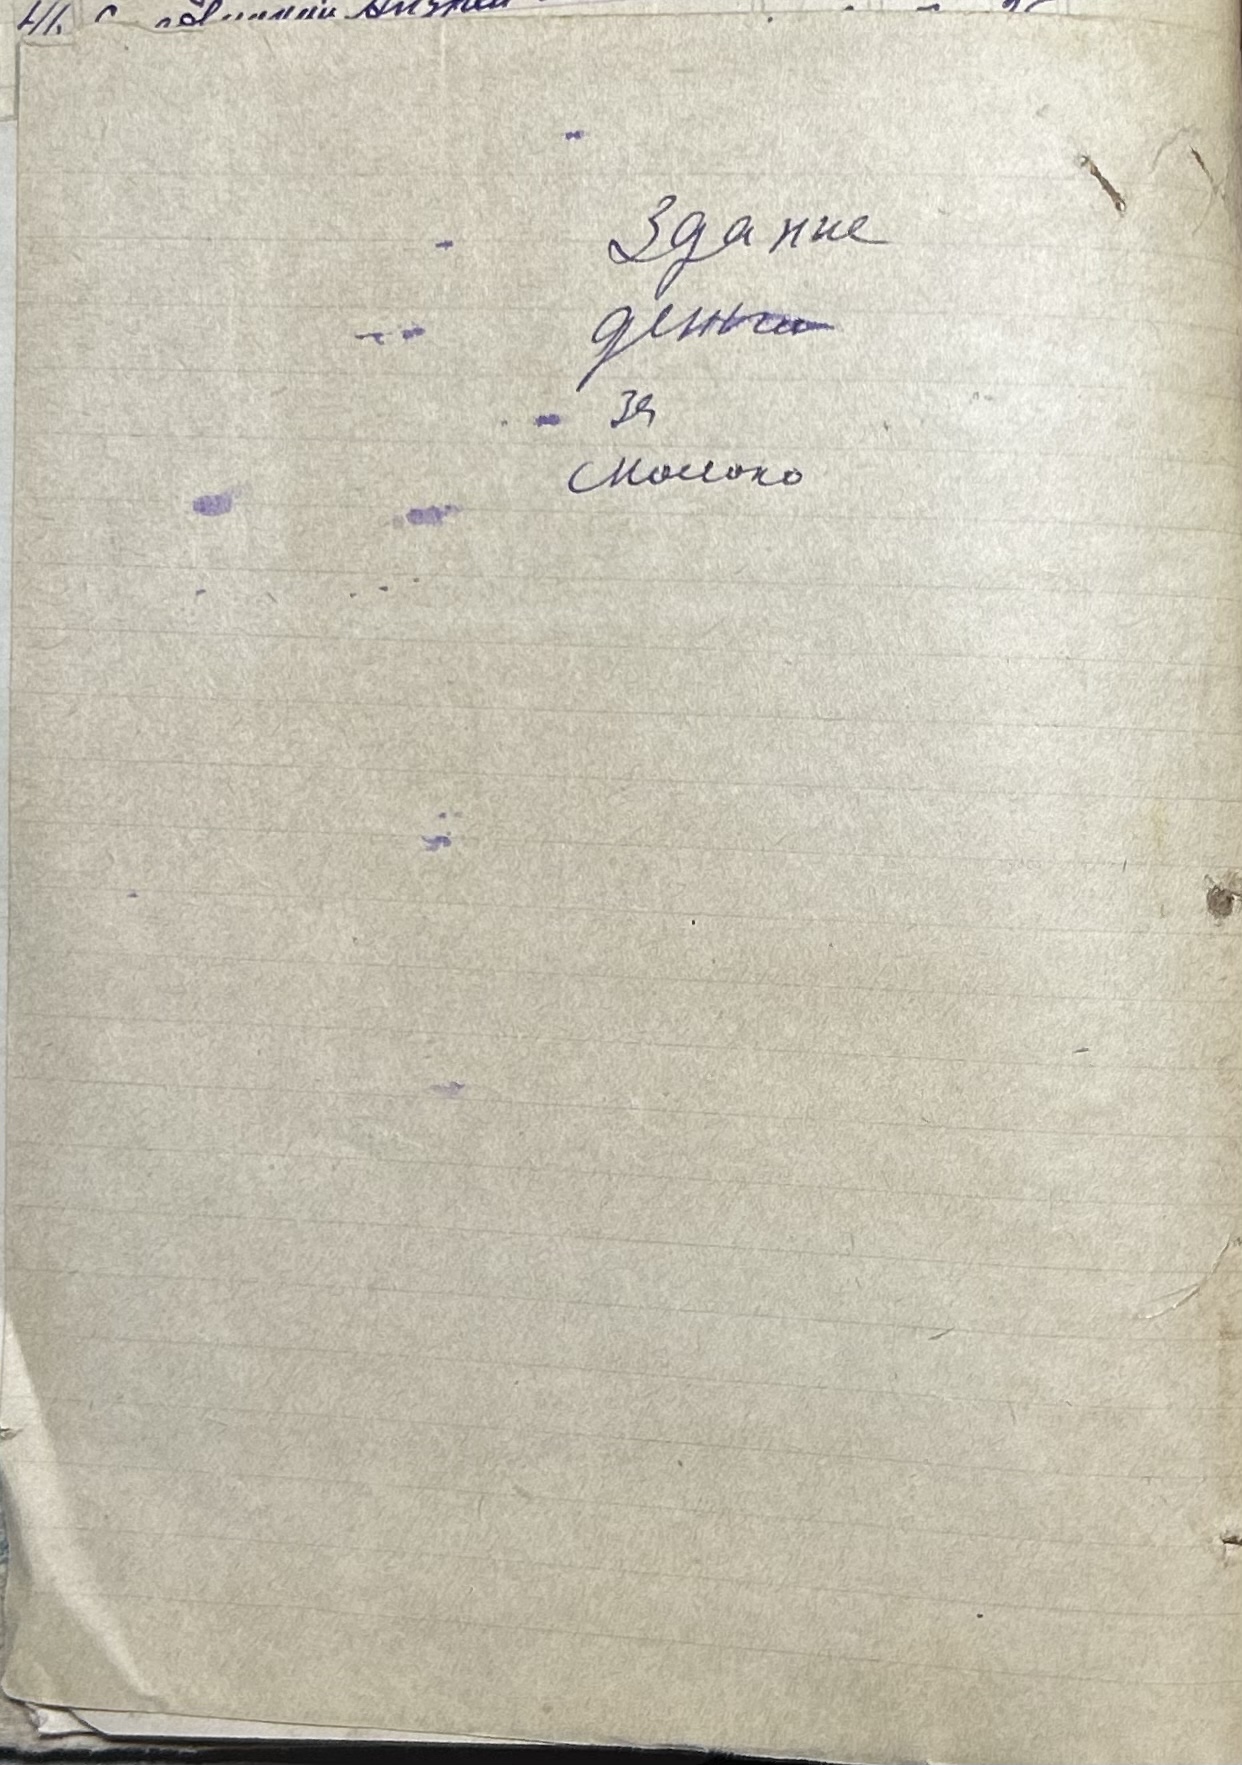 Здание
деньги
за
молоко